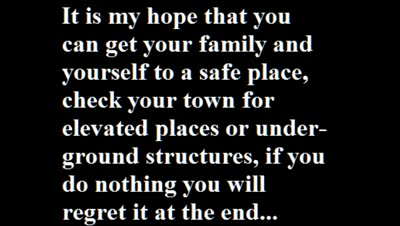 It is my hope that you
can get your family and
yourself to a safe place,
check your town for
elevated places or under-
ground structures, if you
do nothing you will
regret it at the end...